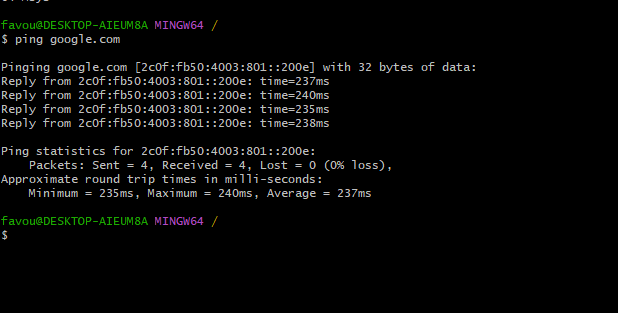 favou@DESKTOP-AIEUM8A MINGW64 /
$ ping google.com
Pinging google.com [2c0f:fb50:4003:801::200e] with 32 bytes of data:
Reply from 2c0f:fb50:4003:801::200e: time=237ms
Reply from 2c0f:fb50:4003:801::200e: time=240ms
Reply from 2c0f:fb50:4003:801::200e: time=235ms
Reply from 2c0f:fb50:4003:801::200e: time=238ms
Ping statistics for 2c0f:fb50:4003:801::200e:
    Packets: Sent = 4, Received = 4, Lost = 0 (0% loss),
Approximate round trip times in milli-seconds:
    Minimum = 235ms, Maximum = 240ms, Average = 237ms
favou@DESKTOP-AIEUM8A MINGW64 /
$